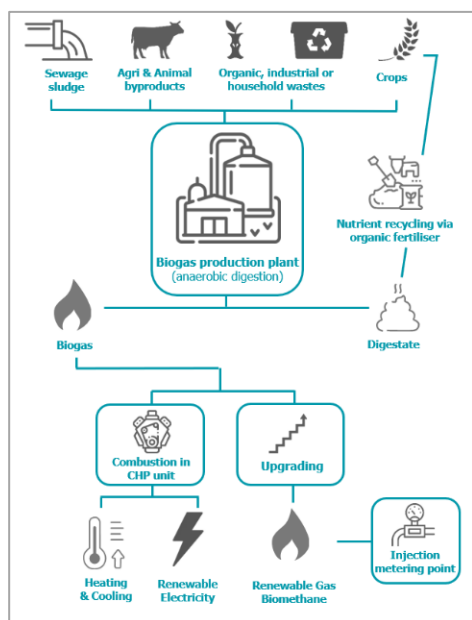 Sewage
sludge
Agri & Animal
byproducts
Organic, industrial or
household wastes
Crops
Nutrient recycling via
organic fertiliser
Biogas production plant
(anaerobic digestion)
Biogas
Digestate
Combustion in
CHP unit
Upgrading
Heating
& Cooling
Renewable
Electricity
Renewable Gas
Biomethane
Injection
metering point